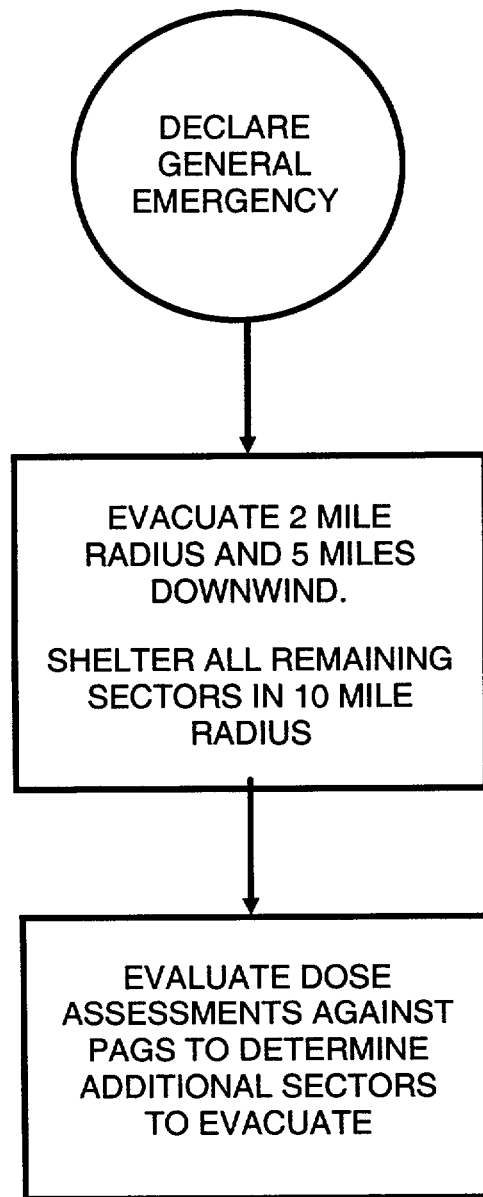 DECLARE
GENERAL
EMERGENCY
EVACUATE 2 MILE
RADIUS AND 5 MILES
DOWNWIND.
SHELTER ALL REMAINING
SECTORS IN 10 MILE
RADIUS
EVALUATE DOSE
ASSESSMENTS AGAINST
PAGS TO DETERMINE
ADDITIONAL SECTORS
TO EVACUATE